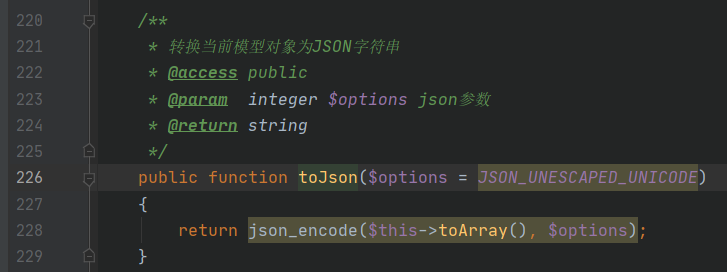 220 /**
221 * 转换当前模型对象为JSON字符串
222 * @access public
223 * @param  integer $options json参数
224 * @return string
225 */
226 public function toJson($options = JSON_UNESCAPED_UNICODE)
227 {
228 return json_encode($this->toArray(), $options);
229 }